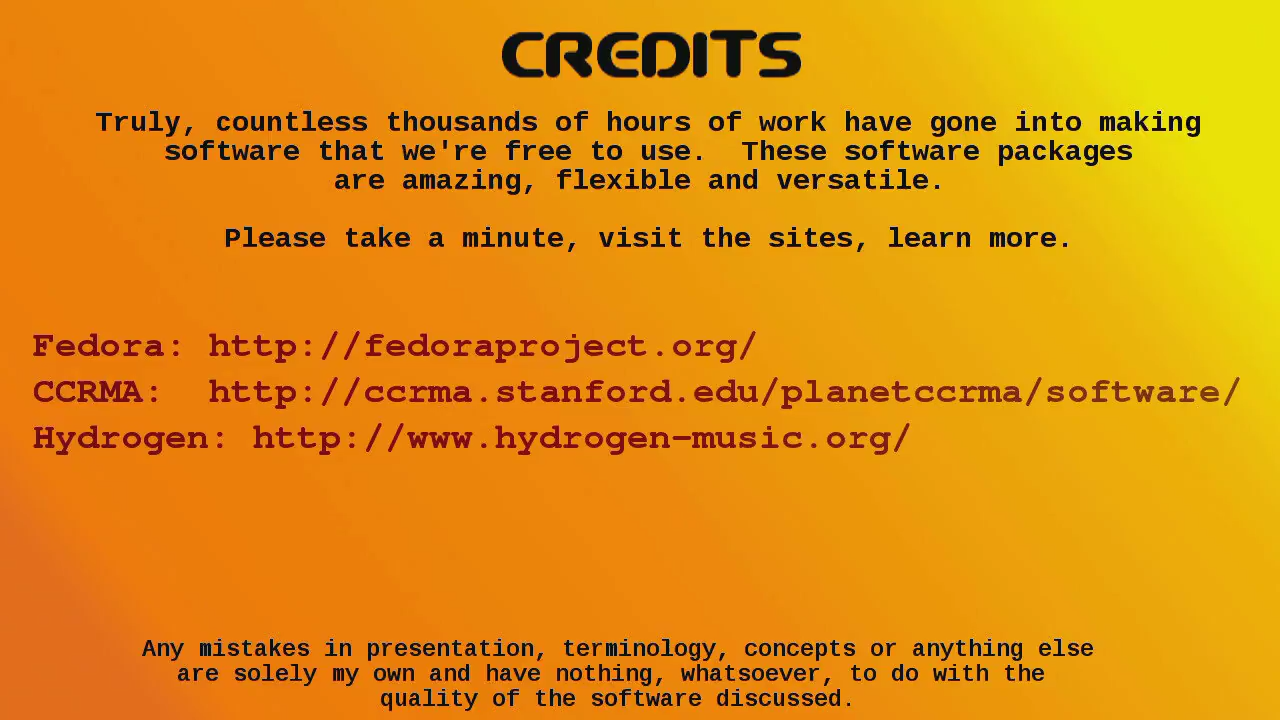 CREDITS
Truly, countless thousands of hours of work have gone into making
software that we're free to use.  These software packages
are amazing, flexible and versatile.
Please take a minute, visit the sites, learn more.
Fedora: http://fedoraproject.org/
CCRMA:  http://ccrma.stanford.edu/planetccrma/software/
Hydrogen: http://www.hydrogen-music.org/
Any mistakes in presentation, terminology, concepts or anything else
are solely my own and have nothing, whatsoever, to do with the
quality of the software discussed.